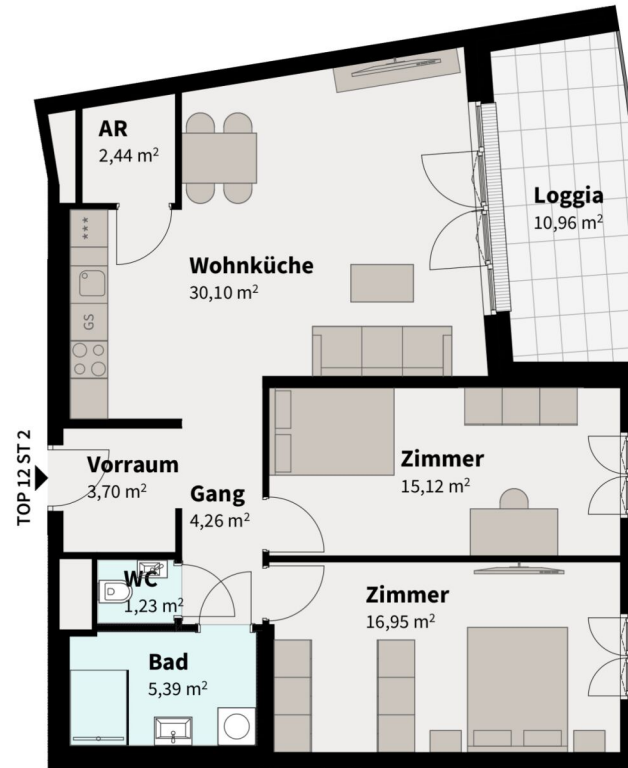 AR
2,44 m²
Loggia
10,96 m²
***
Wohnküche
30,10 m²
GS
TOP 12 ST 2
Vorraum
3,70 m²
Gang
4,26 m²
Zimmer
15,12 m²
WC
1,23 m²
Zimmer
16,95 m²
Bad
5,39 m²